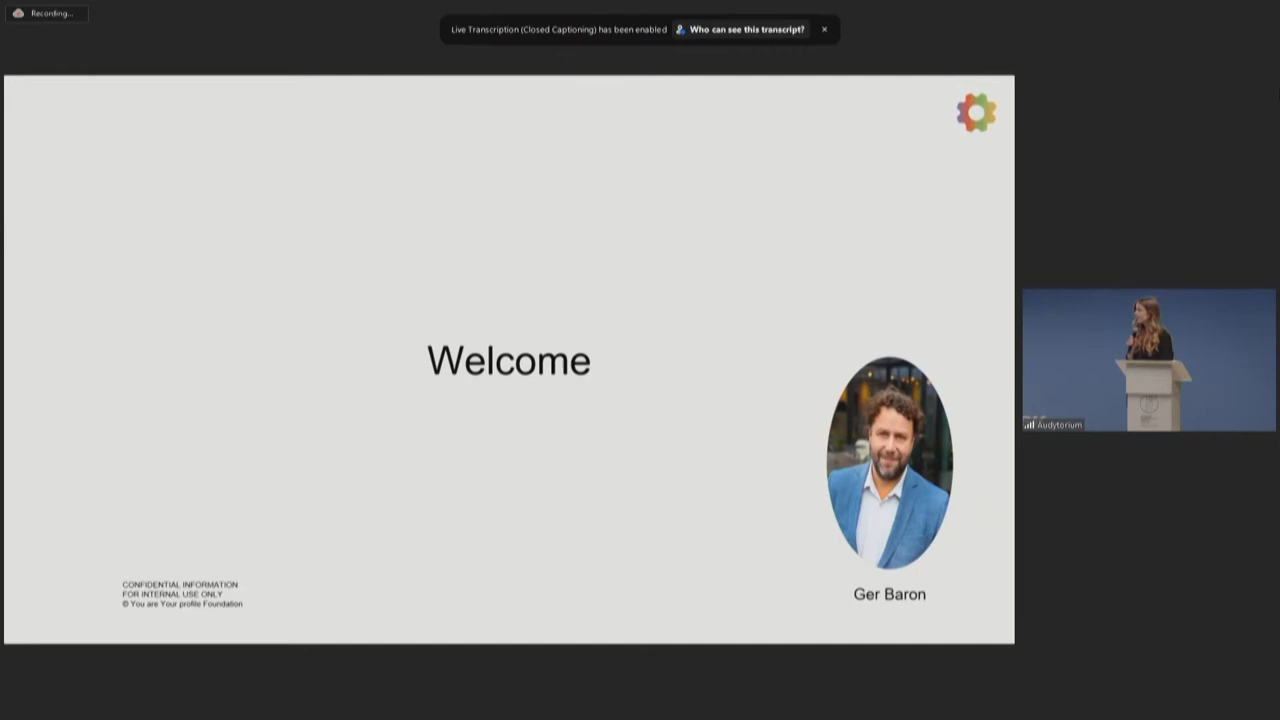 Recording...
Live Transcription (Closed Captioning) has been enabled
Who can see this transcript?
Welcome
CONFIDENTIAL INFORMATION
FOR INTERNAL USE ONLY
© You are Your profile Foundation
Ger Baron
Audytorium